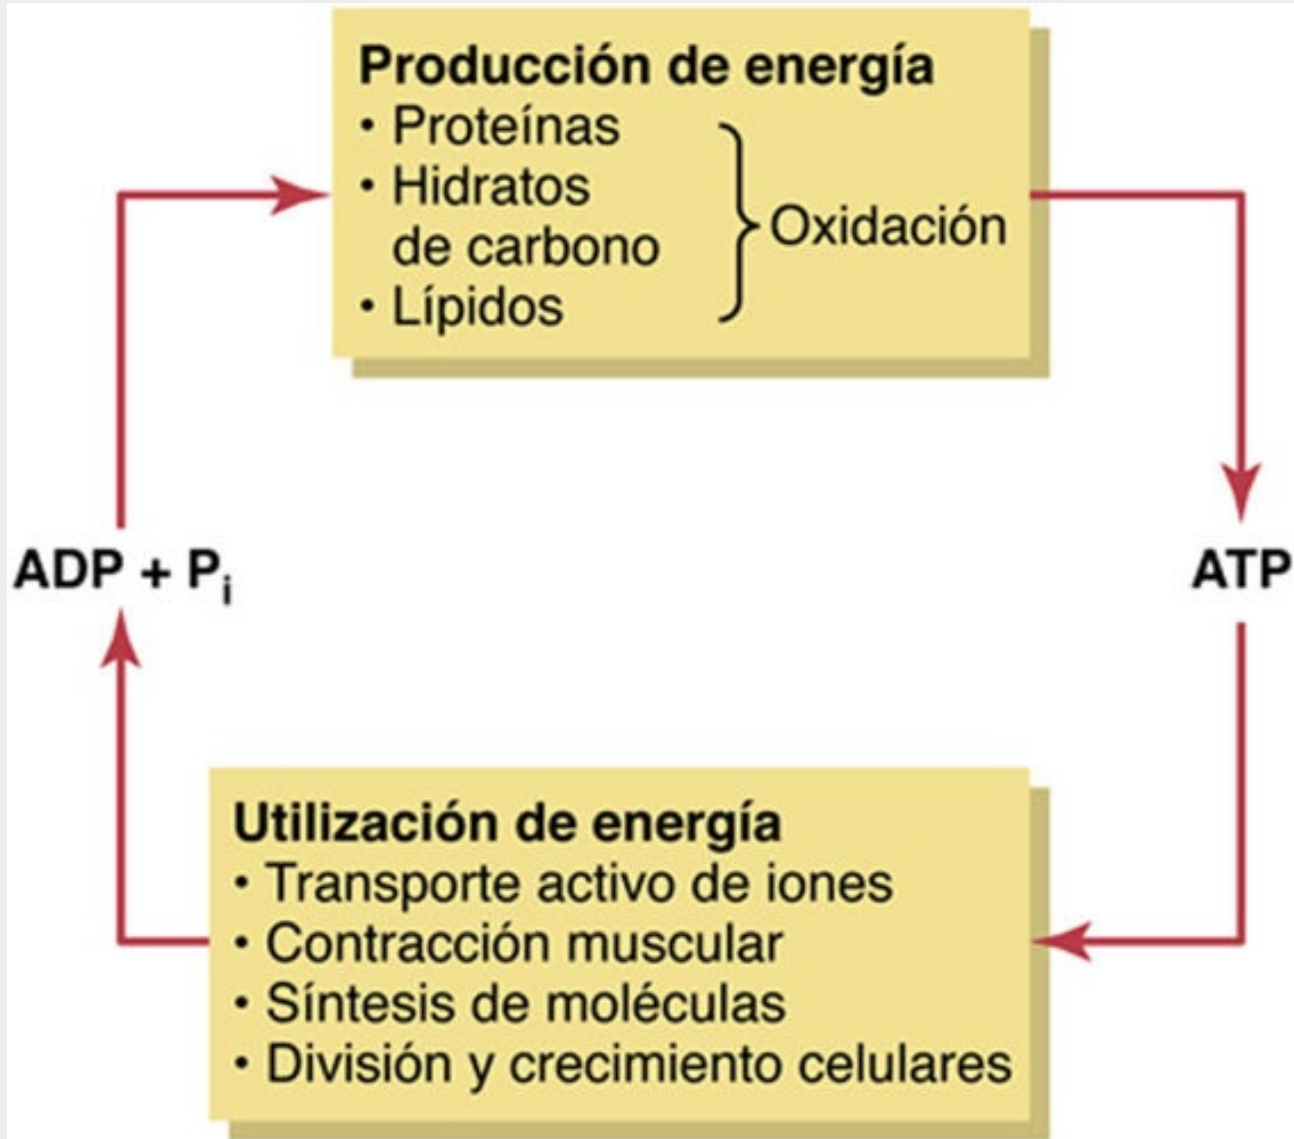 Producción de energía
• Proteínas
• Hidratos
de carbono
• Lípidos
Oxidación
ADP + Pi
ATP
Utilización de energía
• Transporte activo de iones
• Contracción muscular
• Síntesis de moléculas
• División y crecimiento celulares